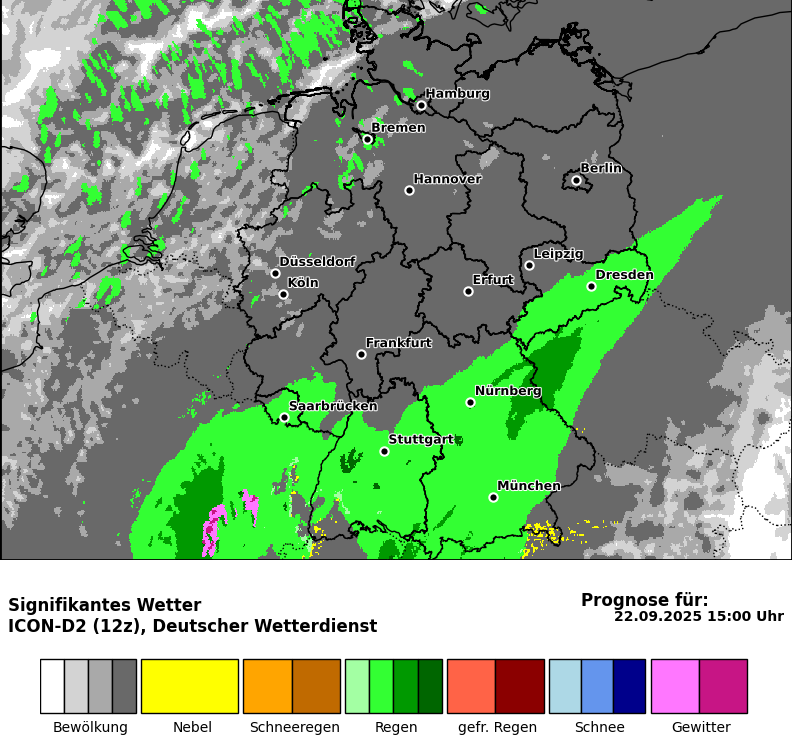 Hamburg
Bremen
Berlin
Hannover
Leipzig
Düsseldorf
Dresden
Köln
Erfurt
Frankfurt
Nürnberg
Saarbrücken
Stuttgart
München
Signifikantes Wetter
ICON-D2 (12z), Deutscher Wetterdienst
Prognose für:
22.09.2025 15:00 Uhr
Bewölkung
Nebel
Schneeregen
Regen
gefr. Regen
Schnee
Gewitter